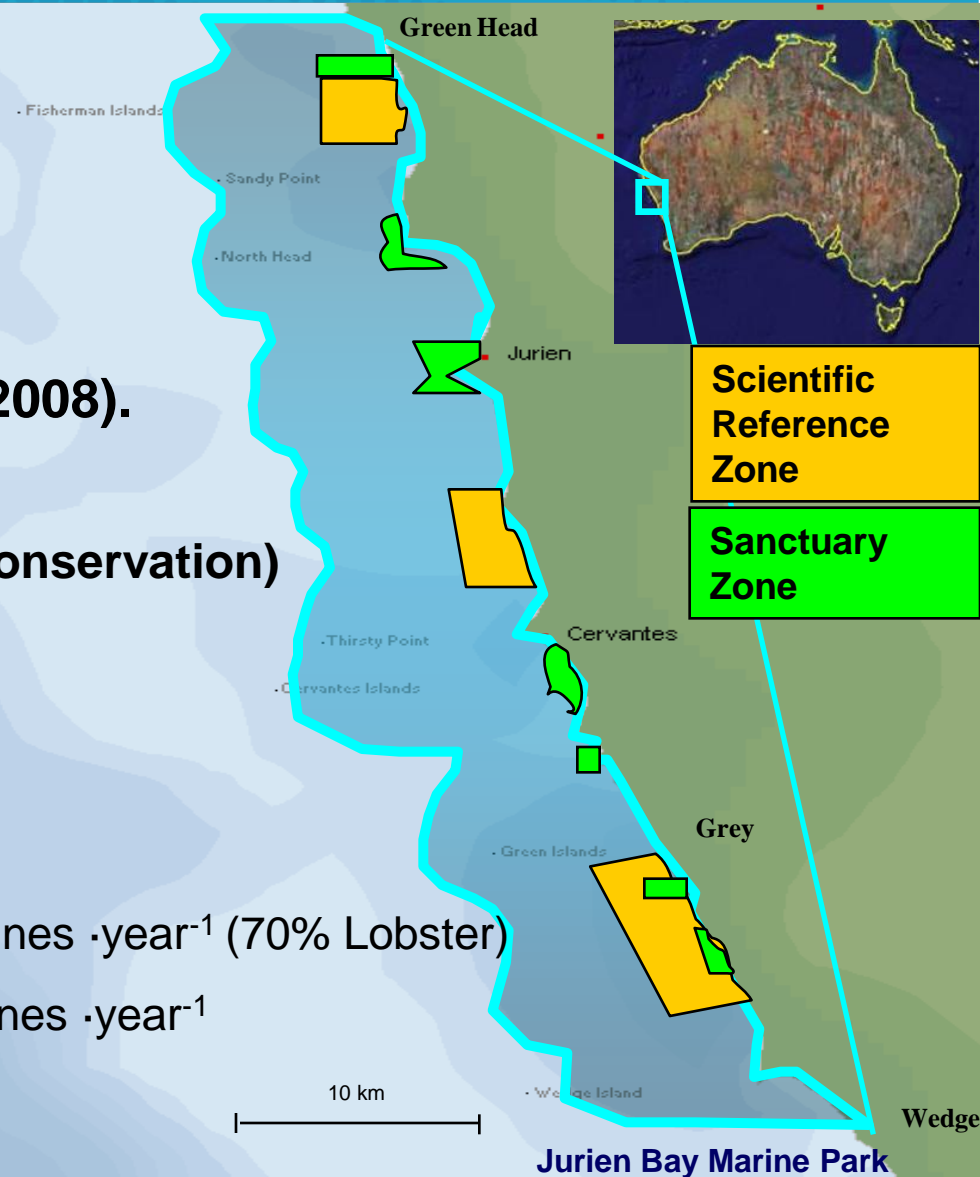 Green Head
Fisherman Islands
Sandy Point
North Head
Jurien
2008).
Scientific
Reference
Zone
Sanctuary
Zone
onservation)
Cervantes
Thirsty Point
Cervantes Islands
Grey
Green Islands
nes ·year⁻¹ (70% Lobster)
nes ·year⁻¹
10 km
Wedge Island
Wedge
Jurien Bay Marine Park